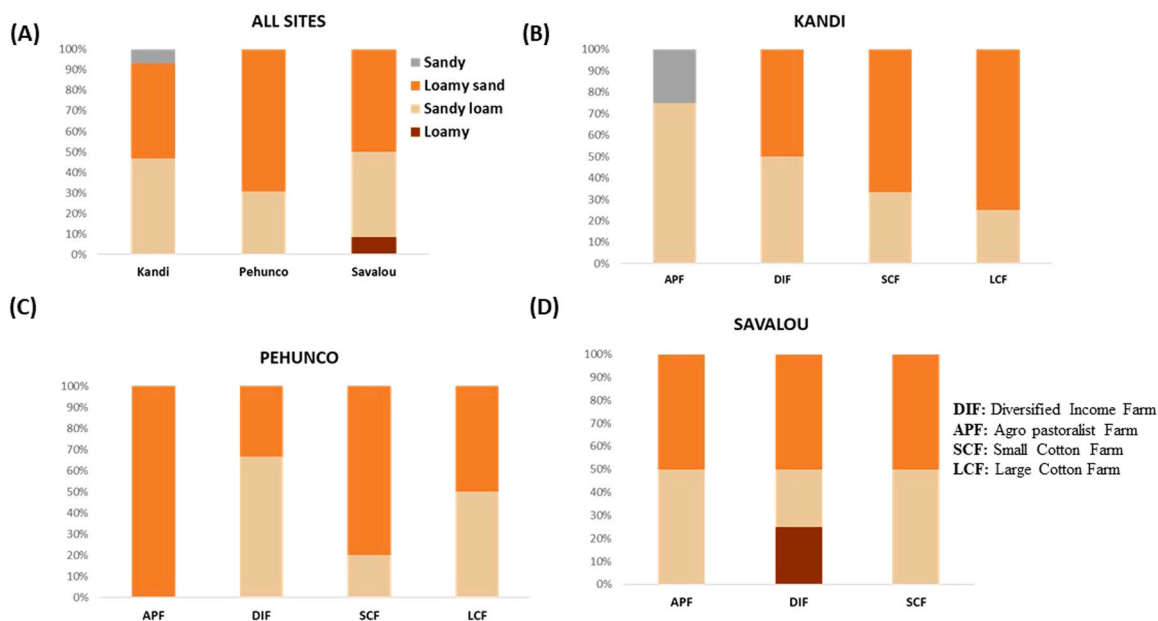 (A)
ALL SITES
100%
90%
80%
70%
60%
50%
40%
30%
20%
10%
0%
Kandi Pehunco Savalou
Sandy
Loamy sand
Sandy loam
Loamy
(B)
KANDI
100%
90%
80%
70%
60%
50%
40%
30%
20%
10%
0%
APF DIF SCF LCF
(C)
PEHUNCO
100%
90%
80%
70%
60%
50%
40%
30%
20%
10%
0%
APF DIF SCF LCF
(D)
SAVALOU
100%
90%
80%
70%
60%
50%
40%
30%
20%
10%
0%
APF DIF SCF
DIF: Diversified Income Farm
APF: Agro pastoralist Farm
SCF: Small Cotton Farm
LCF: Large Cotton Farm